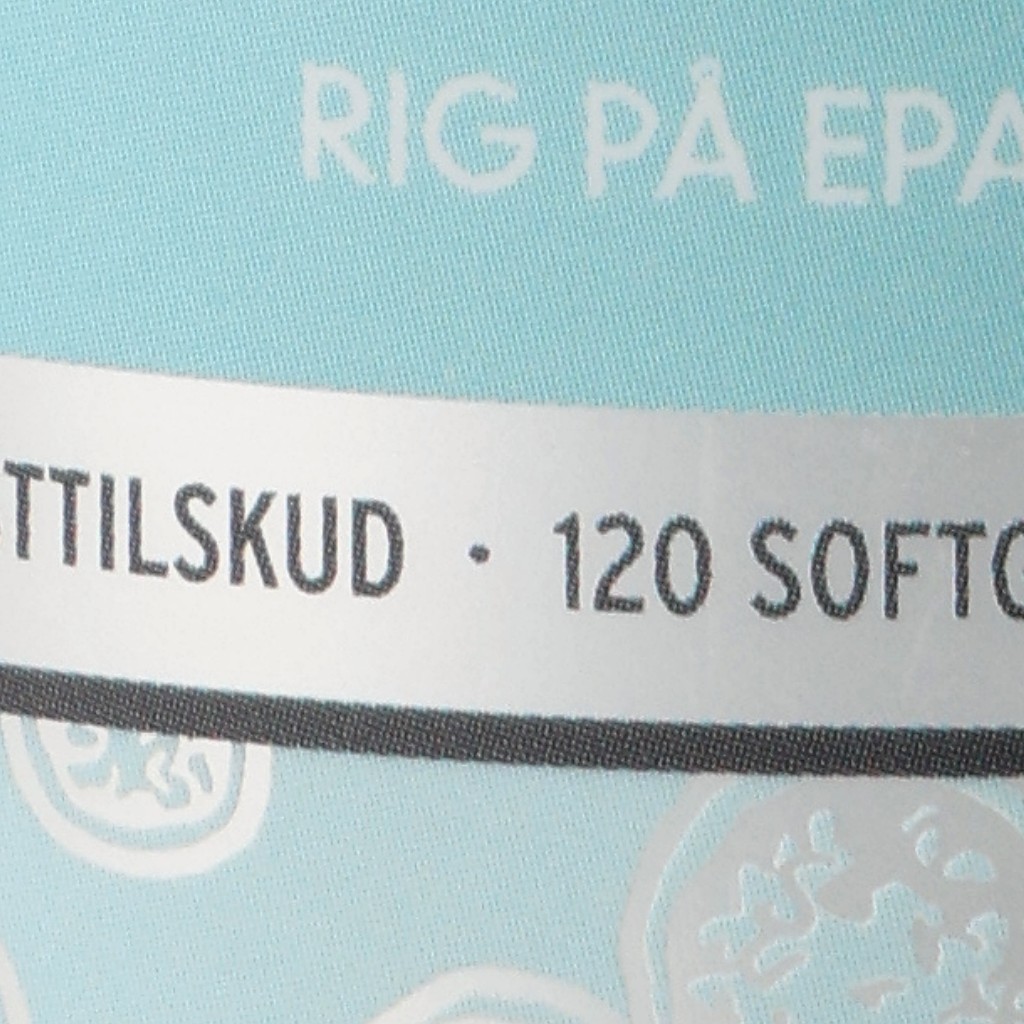 RIG PÅ EPA
TTILSKUD · 120 SOFTG